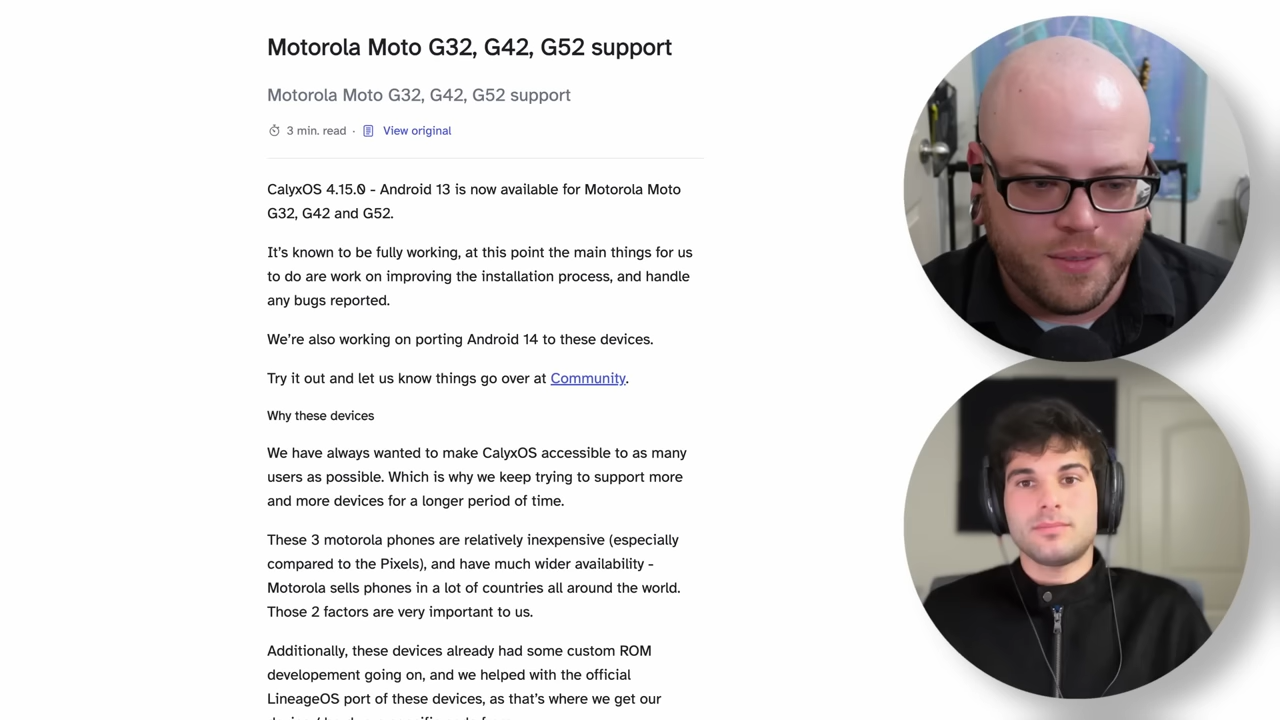 Motorola Moto G32, G42, G52 support
Motorola Moto G32, G42, G52 support
3 min. read · View original
CalyxOS 4.15.0 - Android 13 is now available for Motorola Moto
G32, G42 and G52.
It's known to be fully working, at this point the main things for us
to do are work on improving the installation process, and handle
any bugs reported.
We're also working on porting Android 14 to these devices.
Try it out and let us know things go over at Community.
Why these devices
We have always wanted to make CalyxOS accessible to as many
users as possible. Which is why we keep trying to support more
and more devices for a longer period of time.
These 3 motorola phones are relatively inexpensive (especially
compared to the Pixels), and have much wider availability -
Motorola sells phones in a lot of countries all around the world.
Those 2 factors are very important to us.
Additionally, these devices already had some custom ROM
developement going on, and we helped with the official
LineageOS port of these devices, as that's where we get our